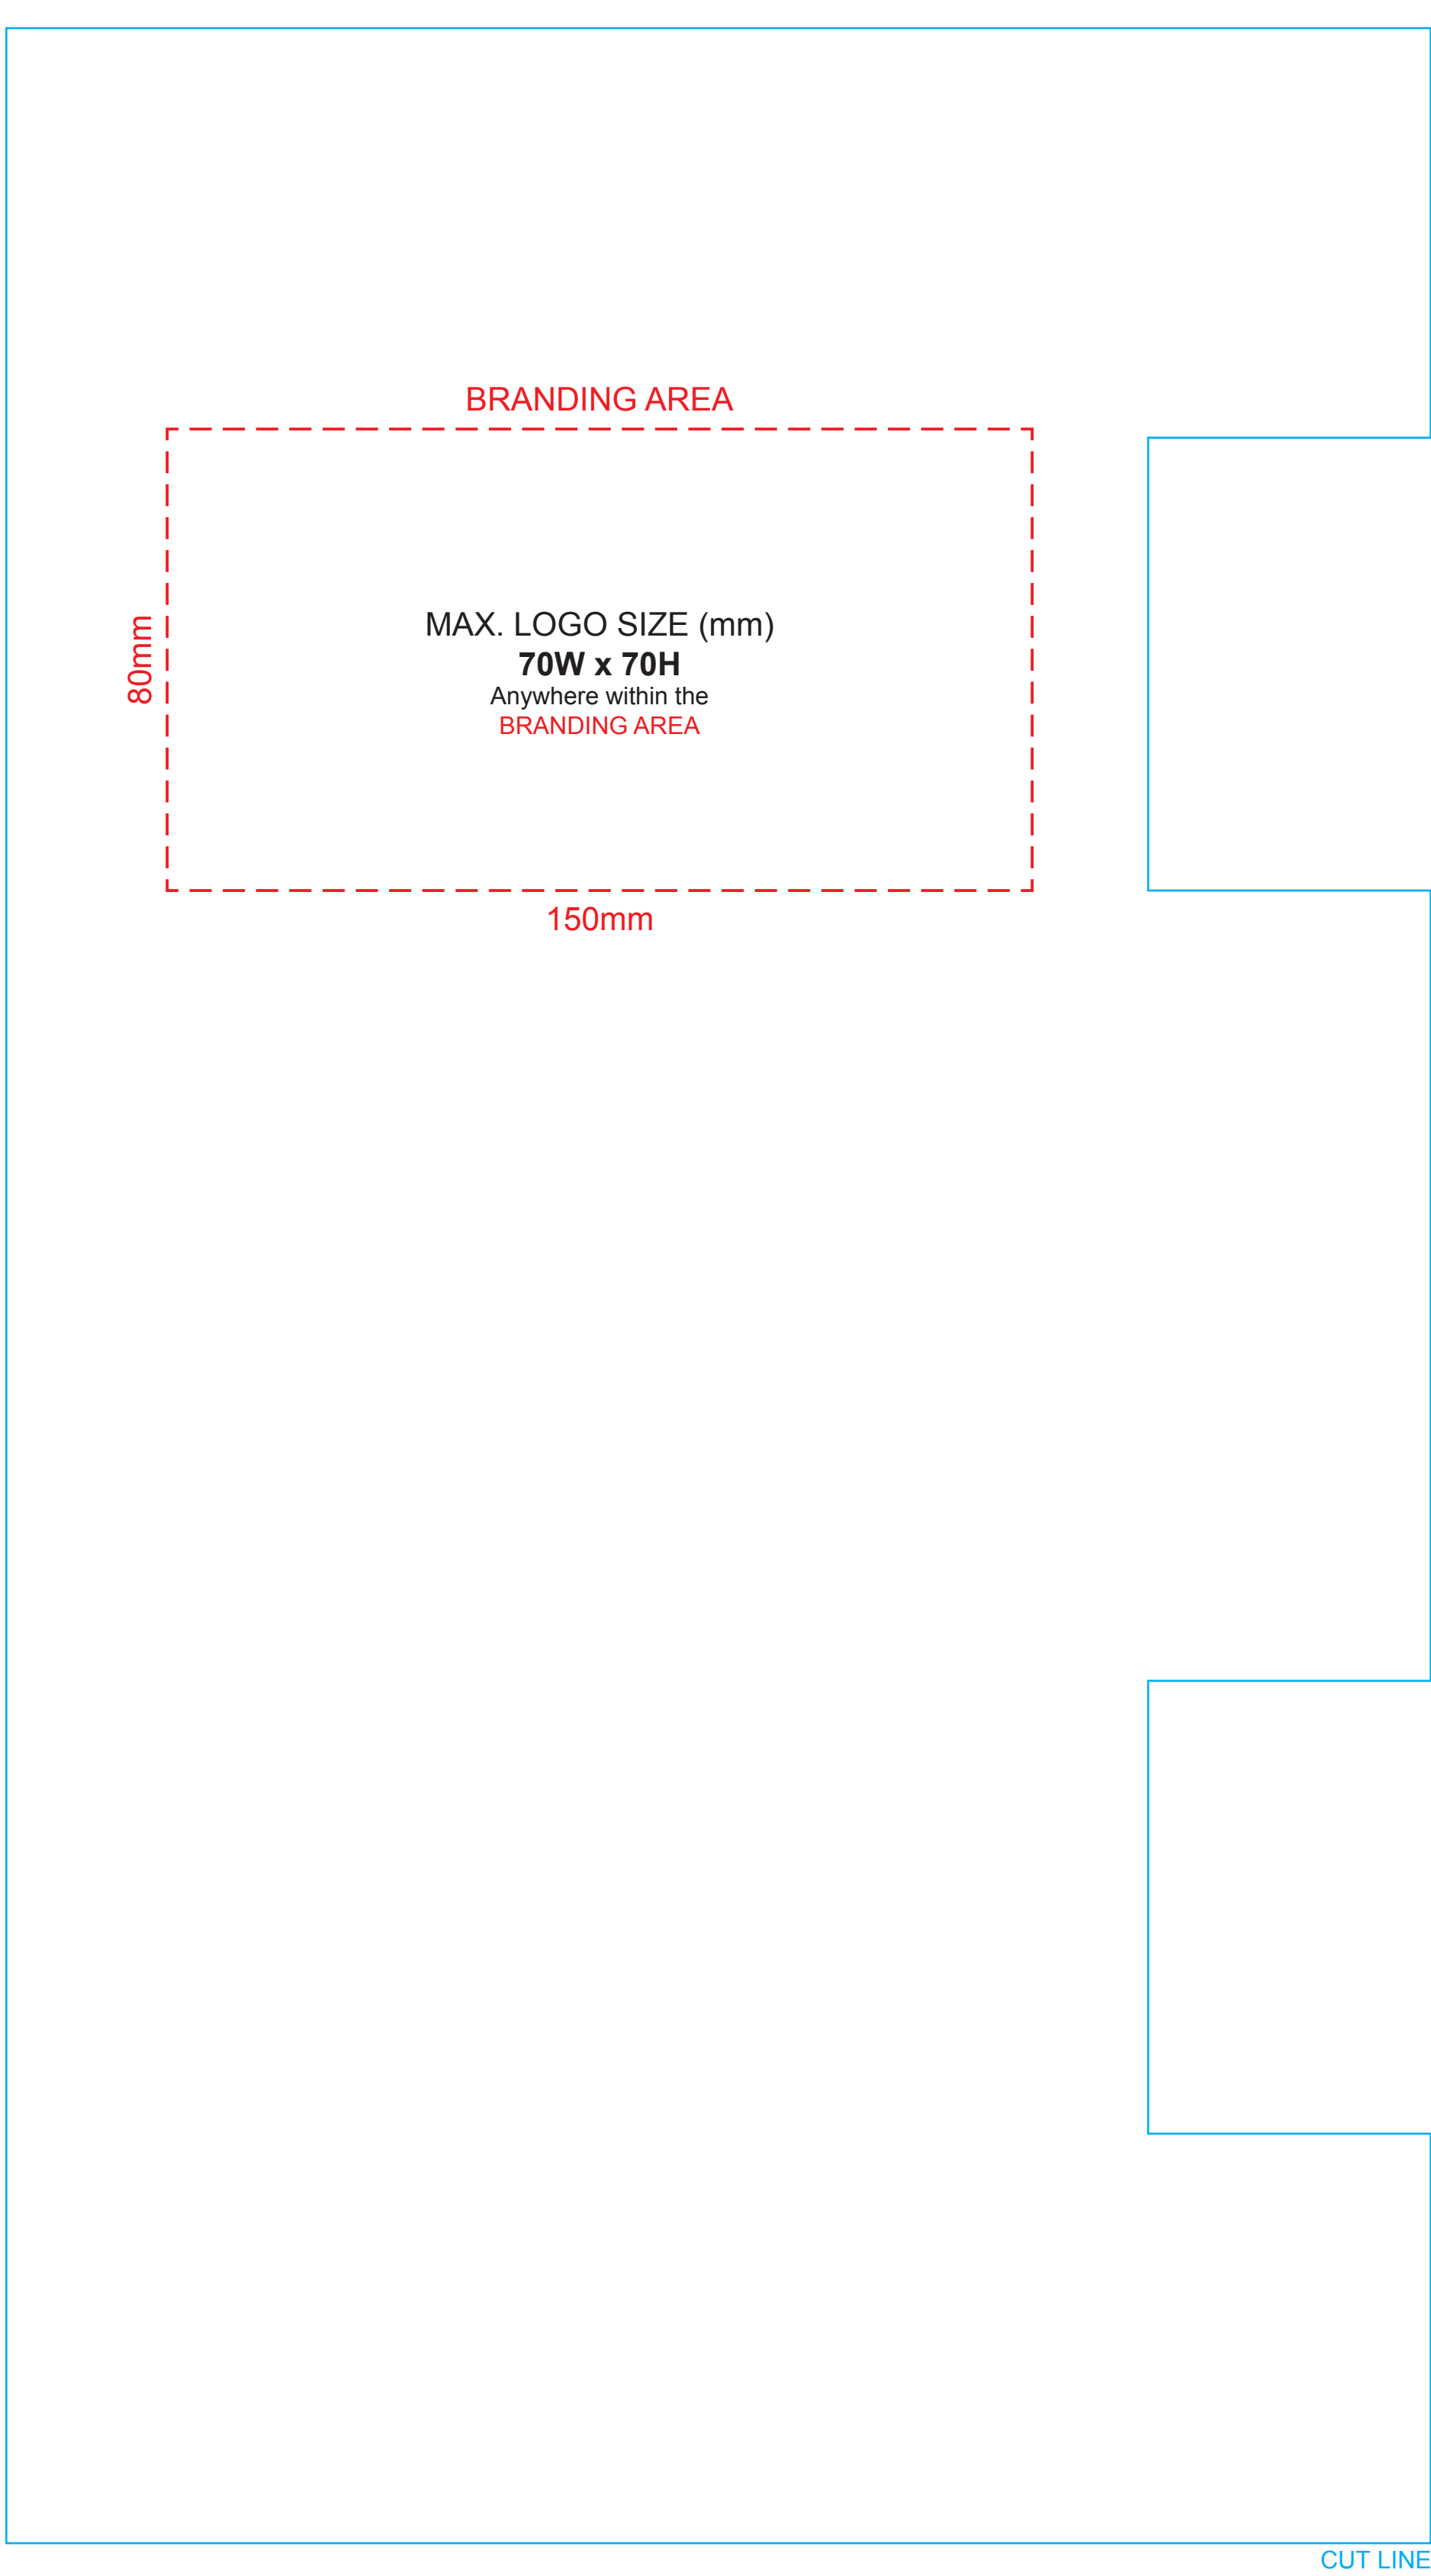 BRANDING AREA
MAX. LOGO SIZE (mm)
70W x 70H
Anywhere within the
BRANDING AREA
80mm
150mm
CUT LINE